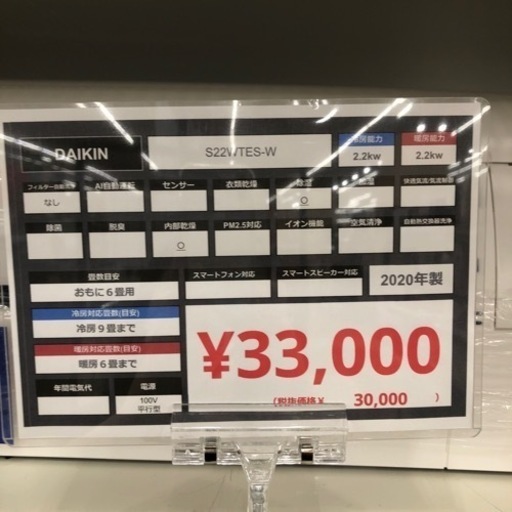 DAIKIN
S22WTES-W
冷房能力
2.2kw
暖房能力
2.2kw
フィルター自動洗浄
なし
AI自動運転
センサー
衣類乾燥
除湿
○
快適気流/気流制御
除菌
脱臭
内部乾燥
○
PM2.5対応
イオン機能
空気清浄
自動熱交換器洗浄
畳数目安
おもに6畳用
スマートフォン対応
スマートスピーカー対応
2020年製
冷房対応畳数(目安)
冷房9畳まで
暖房対応畳数(目安)
暖房6畳まで
年間電気代
電源
100V
平行型
¥33,000
(税抜価格¥ 30,000 )